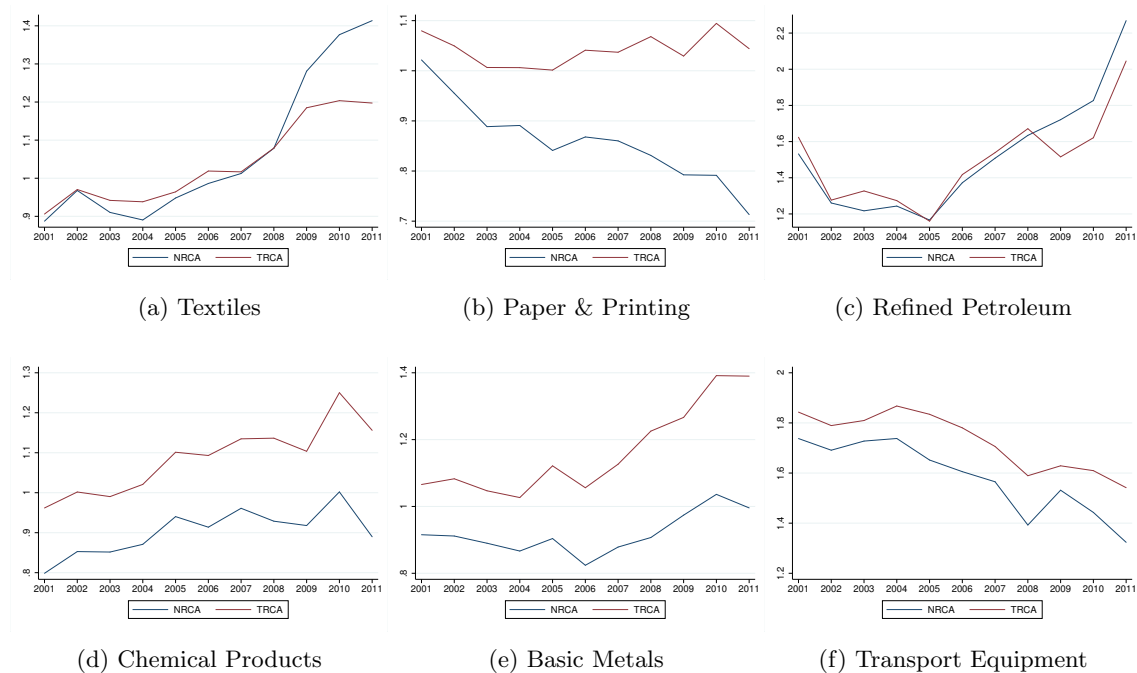 1.4
1.3
1.2
1.1
1
.9
2001 2002 2003 2004 2005 2006 2007 2008 2009 2010 2011
NRCA TRCA
(a) Textiles
1.1
1
.9
.8
.7
2001 2002 2003 2004 2005 2006 2007 2008 2009 2010 2011
NRCA TRCA
(b) Paper & Printing
2.2
2
1.8
1.6
1.4
1.2
2001 2002 2003 2004 2005 2006 2007 2008 2009 2010 2011
NRCA TRCA
(c) Refined Petroleum
1.3
1.2
1.1
1
.9
.8
2001 2002 2003 2004 2005 2006 2007 2008 2009 2010 2011
NRCA TRCA
(d) Chemical Products
1.4
1.2
1
.8
2001 2002 2003 2004 2005 2006 2007 2008 2009 2010 2011
NRCA TRCA
(e) Basic Metals
2
1.8
1.6
1.4
1.2
2001 2002 2003 2004 2005 2006 2007 2008 2009 2010 2011
NRCA TRCA
(f) Transport Equipment